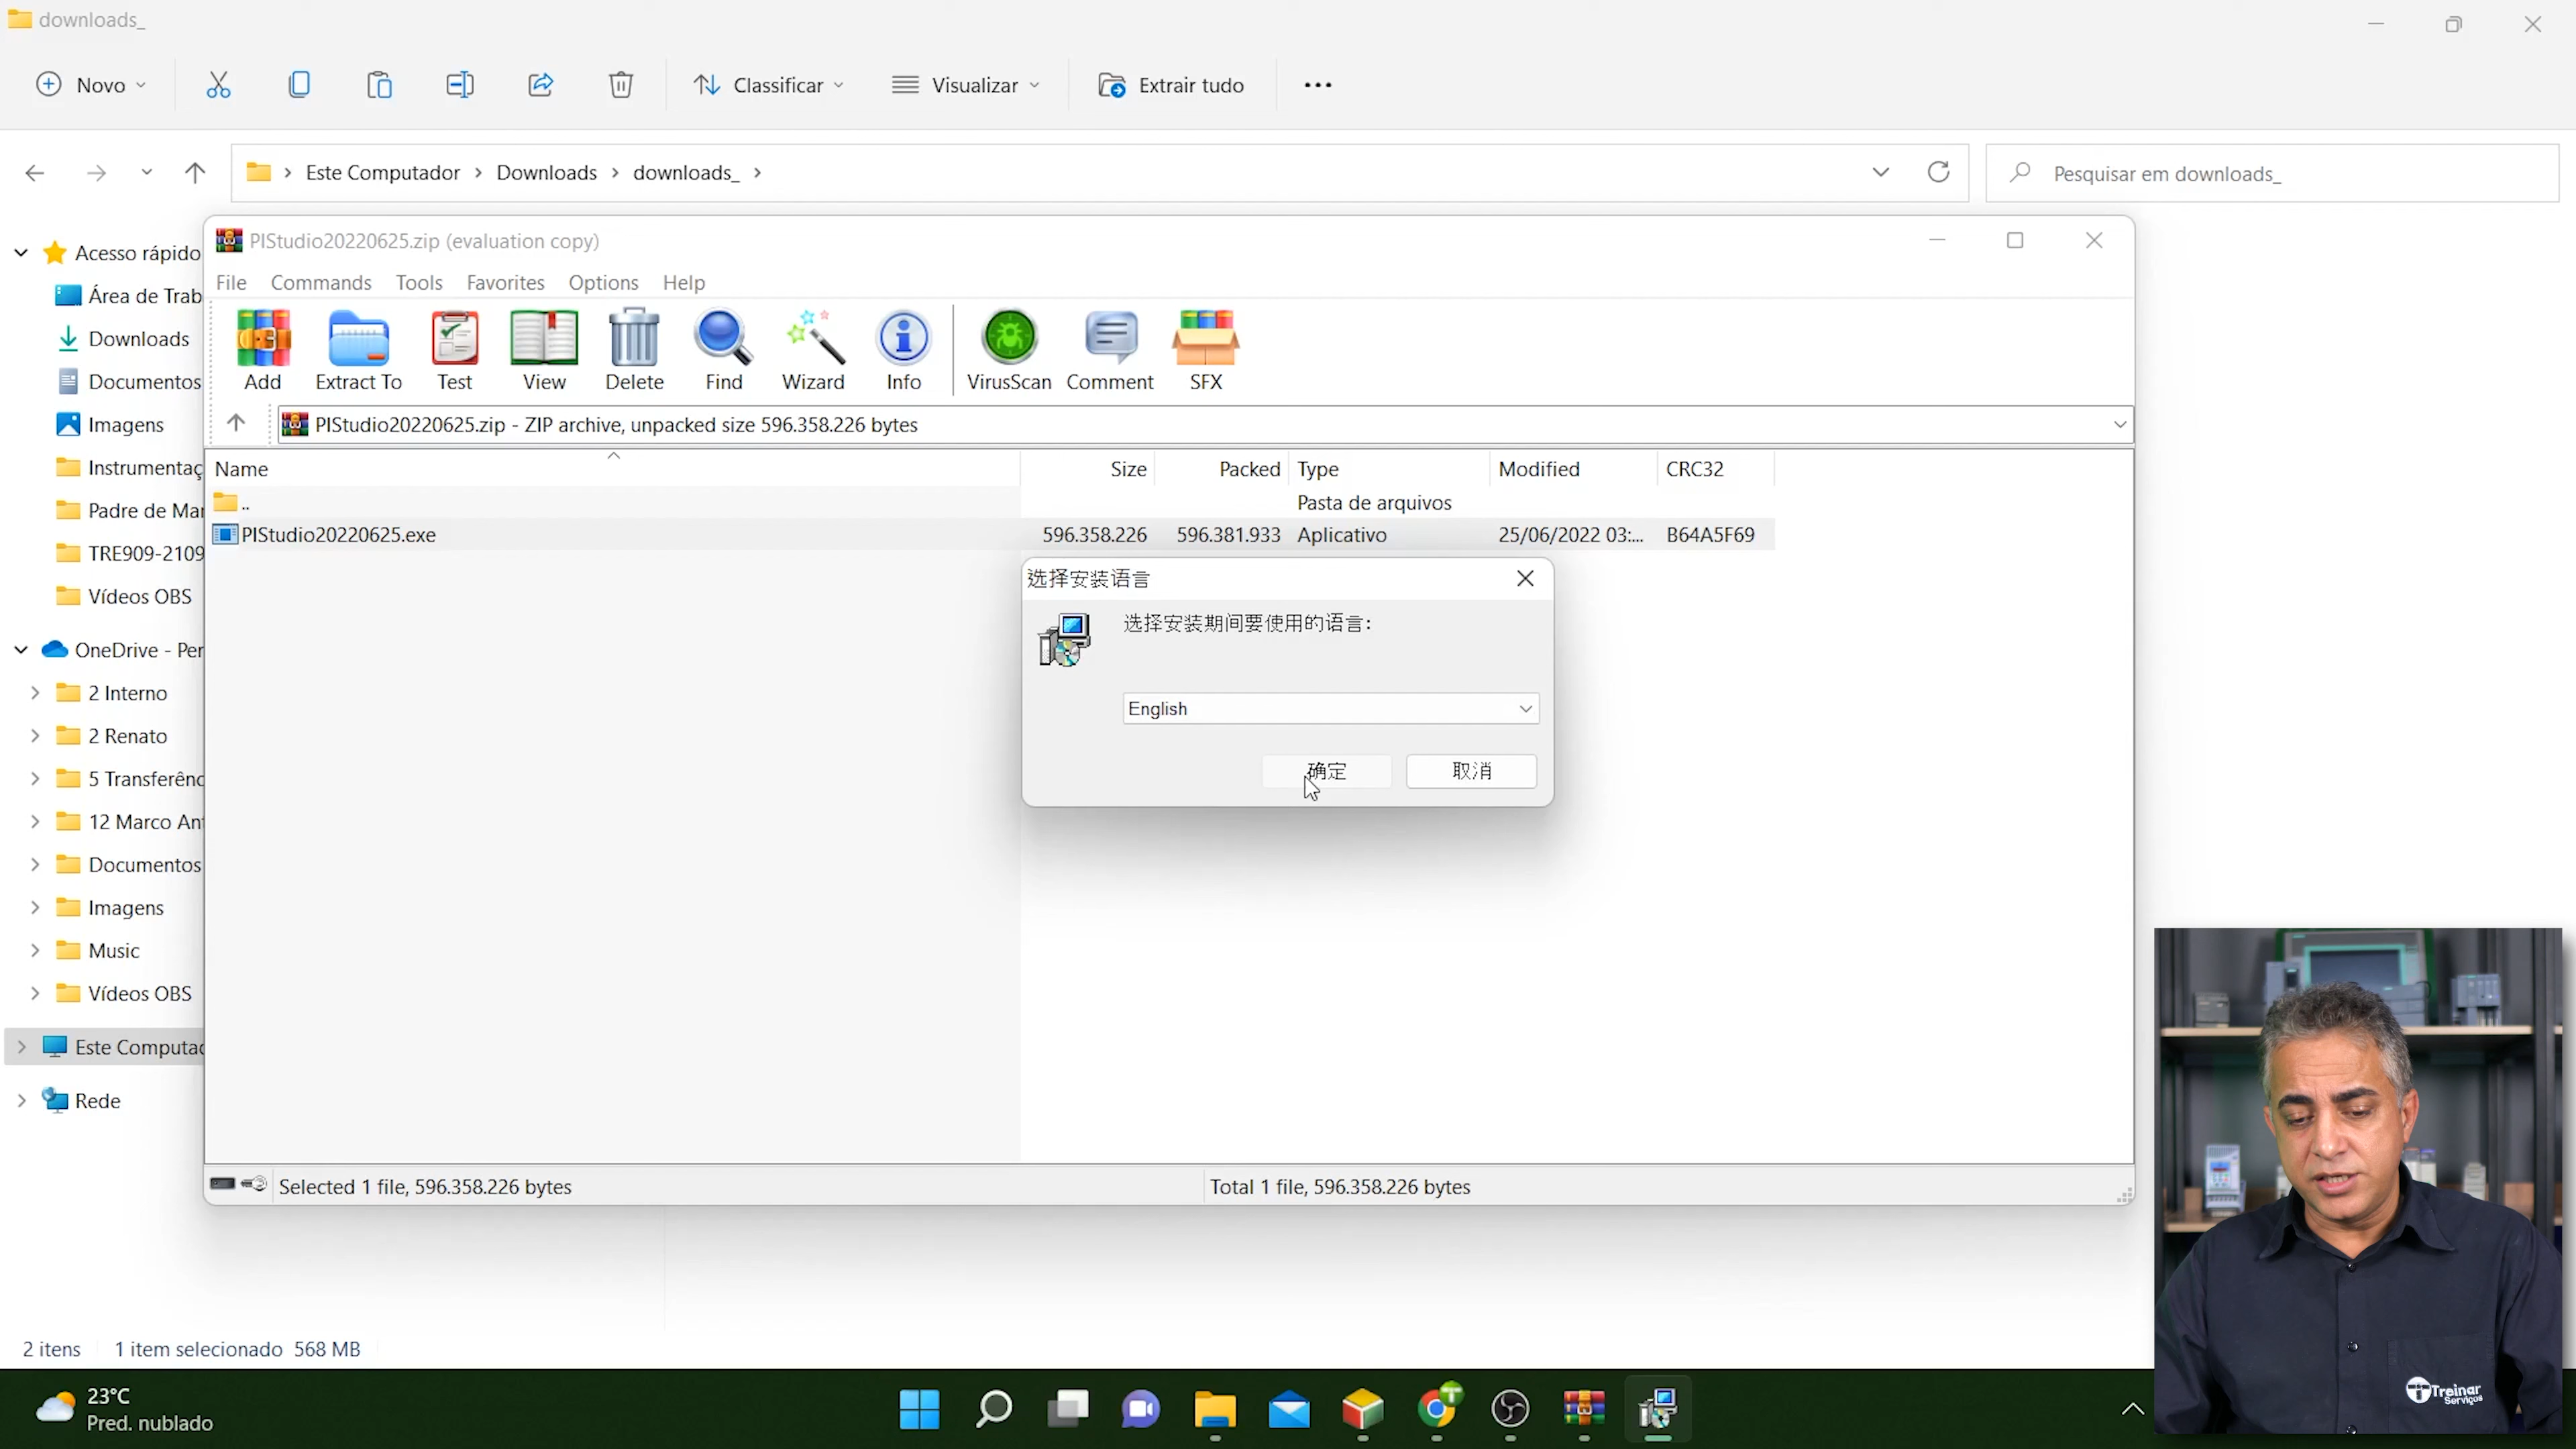 downloads_
Novo
Classificar
Visualizar
Extrair tudo
Este Computador
Downloads
downloads_
Pesquisar em downloads_
PIStudio20220625.zip (evaluation copy)
File Commands Tools Favorites Options Help
Add Extract To Test View Delete Find Wizard Info VirusScan Comment SFX
PIStudio20220625.zip - ZIP archive, unpacked size 596.358.226 bytes
Name Size Packed Type Modified CRC32
.. Pasta de arquivos
PIStudio20220625.exe 596.358.226 596.381.933 Aplicativo 25/06/2022 03:... B64A5F69
选择安装语言
选择安装期间要使用的语言:
English
确定 取消
Selected 1 file, 596.358.226 bytes
Total 1 file, 596.358.226 bytes
Acesso rápido
Área de Trab
Downloads
Documentos
Imagens
Instrumentaç
Padre de Mar
TRE909-2109
Vídeos OBS
OneDrive - Per
2 Interno
2 Renato
5 Transferênc
12 Marco Ant
Documentos
Imagens
Music
Vídeos OBS
Este Computad
Rede
2 itens 1 item selecionado 568 MB
23°C
Pred. nublado
Treinar
Serviços